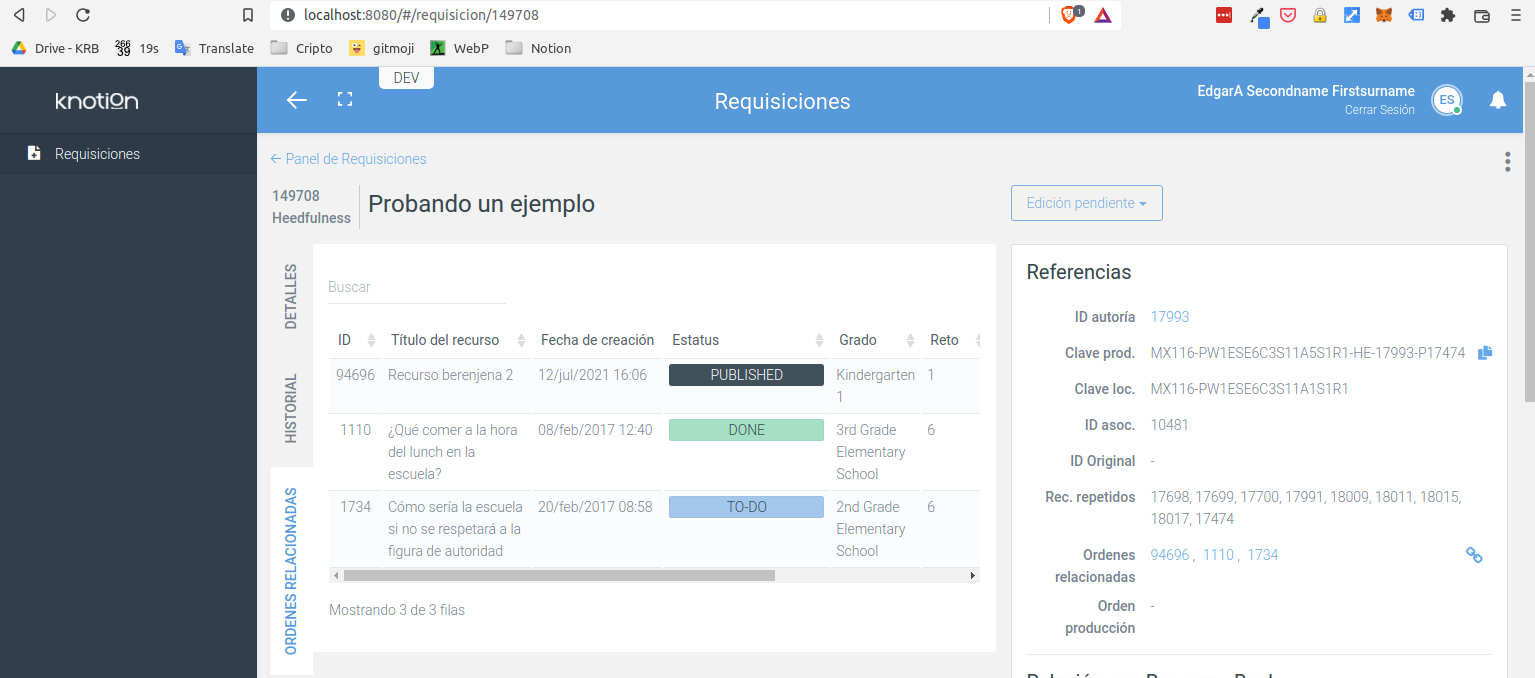 localhost:8080/#/requisicion/149708
1
Drive - KRB
266
39
19s
Translate
Cripto
gitmoji
WebP
Notion
DEV
knotion
Requisiciones
EdgarA Secondname Firstsurname
Cerrar Sesión
ES
Requisiciones
← Panel de Requisiciones
149708
Heedfulness
Probando un ejemplo
Edición pendiente
DETALLES
HISTORIAL
ORDENES RELACIONADAS
Buscar
ID Título del recurso Fecha de creación Estatus Grado Reto
94696 Recurso berenjena 2 12/jul/2021 16:06 PUBLISHED Kindergarten 1
1
1110 ¿Qué comer a la hora 08/feb/2017 12:40 DONE 3rd Grade 6
del lunch en la Elementary
escuela? School
1734 Cómo sería la escuela 20/feb/2017 08:58 TO-DO 2nd Grade 6
si no se respetará a la Elementary
figura de autoridad School
Mostrando 3 de 3 filas
Referencias
ID autoría 17993
Clave prod. MX116-PW1ESE6C3S11A5S1R1-HE-17993-P17474
Clave loc. MX116-PW1ESE6C3S11A1S1R1
ID asoc. 10481
ID Original -
Rec. repetidos 17698, 17699, 17700, 17991, 18009, 18011, 18015,
18017, 17474
Ordenes 94696 , 1110 , 1734
relacionadas
Orden -
producción